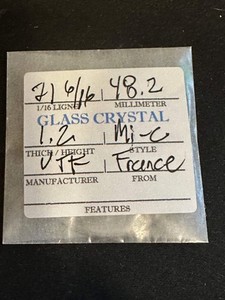 21 6/16 48.2
1/16 LIGNE MILLIMETER
GLASS CRYSTAL
1.2 Mi-c
THICK / HEIGHT STYLE
VTF France
MANUFACTURER FROM
FEATURES